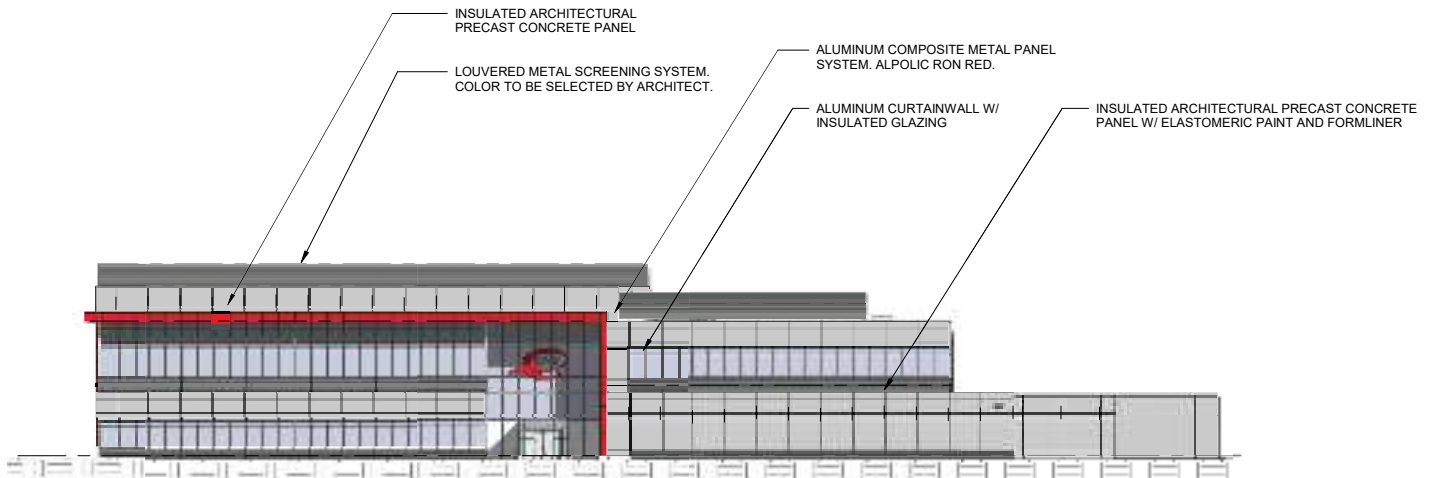 INSULATED ARCHITECTURAL
PRECAST CONCRETE PANEL
LOUVERED METAL SCREENING SYSTEM.
COLOR TO BE SELECTED BY ARCHITECT.
ALUMINUM COMPOSITE METAL PANEL
SYSTEM. ALPOLIC RON RED.
ALUMINUM CURTAINWALL W/
INSULATED GLAZING
INSULATED ARCHITECTURAL PRECAST CONCRETE
PANEL W/ ELASTOMERIC PAINT AND FORMLINER